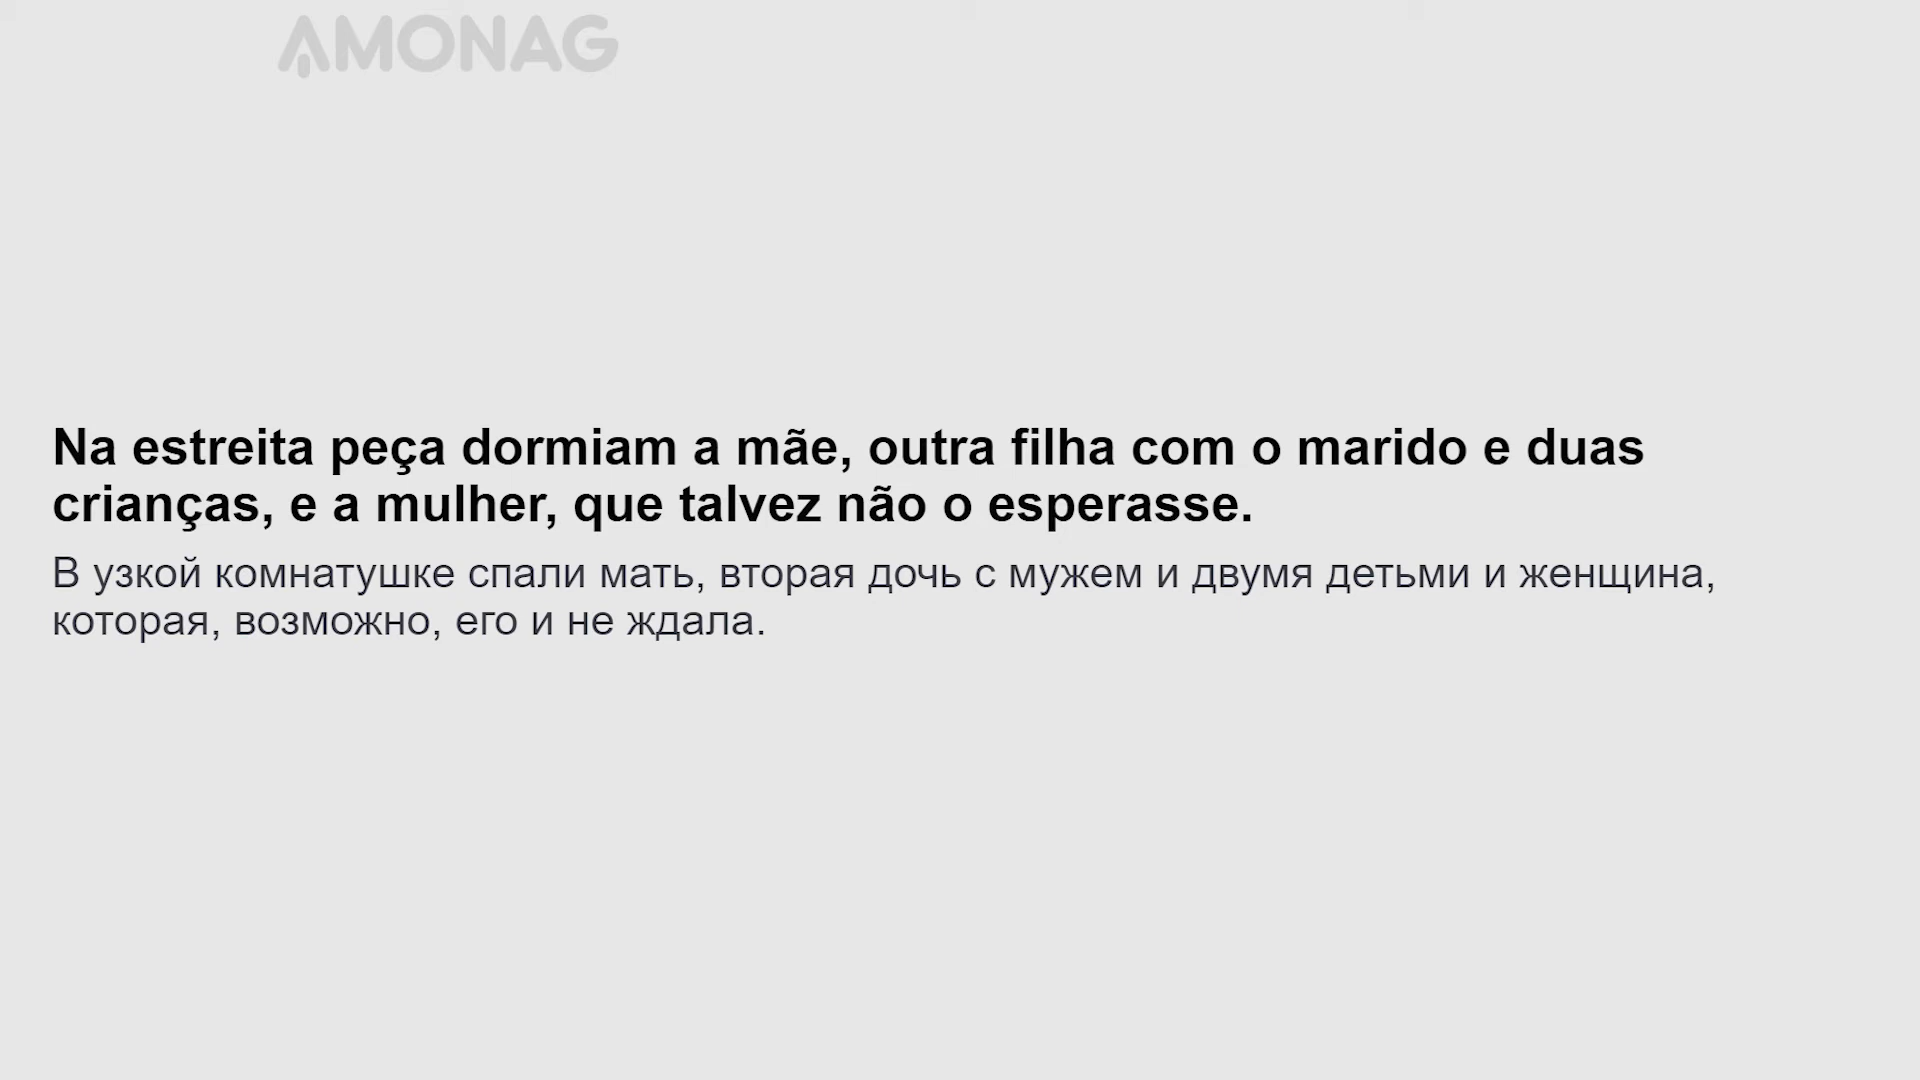 AMONAG
Na estreita peça dormiam a mãe, outra filha com o marido e duas
crianças, e a mulher, que talvez não o esperasse.
В узкой комнатушке спали мать, вторая дочь с мужем и двумя детьми и женщина,
которая, возможно, его и не ждала.